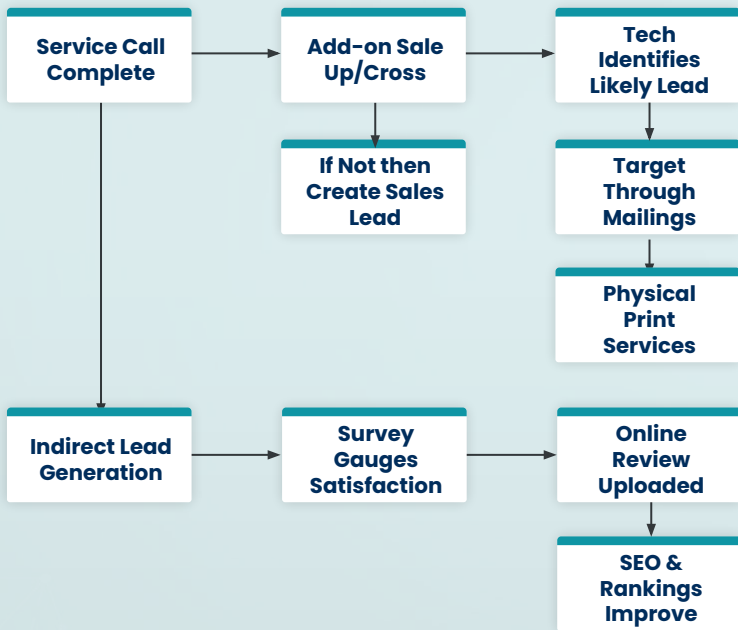 Service Call
Complete
Add-on Sale
Up/Cross
Tech
Identifies
Likely Lead
If Not then
Create Sales
Lead
Target
Through
Mailings
Physical
Print
Services
Indirect Lead
Generation
Survey
Gauges
Satisfaction
Online
Review
Uploaded
SEO &
Rankings
Improve